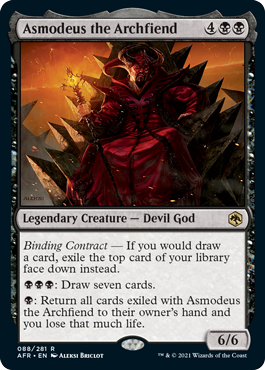 Asmodeus the Archfiend 4
ALEKSI
Legendary Creature — Devil God
Binding Contract — If you would draw
a card, exile the top card of your library
face down instead.
: Draw seven cards.
: Return all cards exiled with Asmodeus
the Archfiend to their owner's hand and
you lose that much life.
6/6
088/281 R
AFR • EN Aleksi Briclot
™ & © 2021 Wizards of the Coast